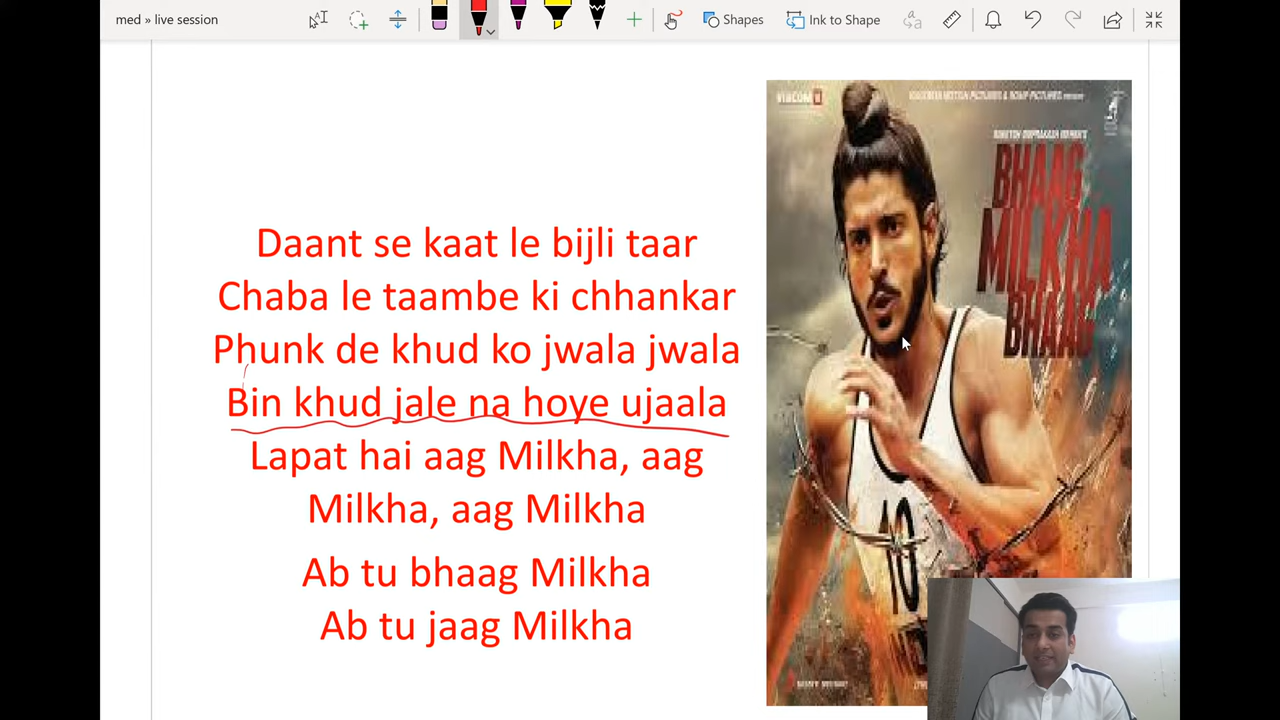 med » live session
Shapes
Ink to Shape
Daant se kaat le bijli taar
Chaba le taambe ki chhankar
Phunk de khud ko jwala jwala
Bin khud jale na hoye ujaala
Lapat hai aag Milkha, aag
Milkha, aag Milkha
Ab tu bhaag Milkha
Ab tu jaag Milkha
VIACOM
BHAAG
MILKHA
BHAAG
10